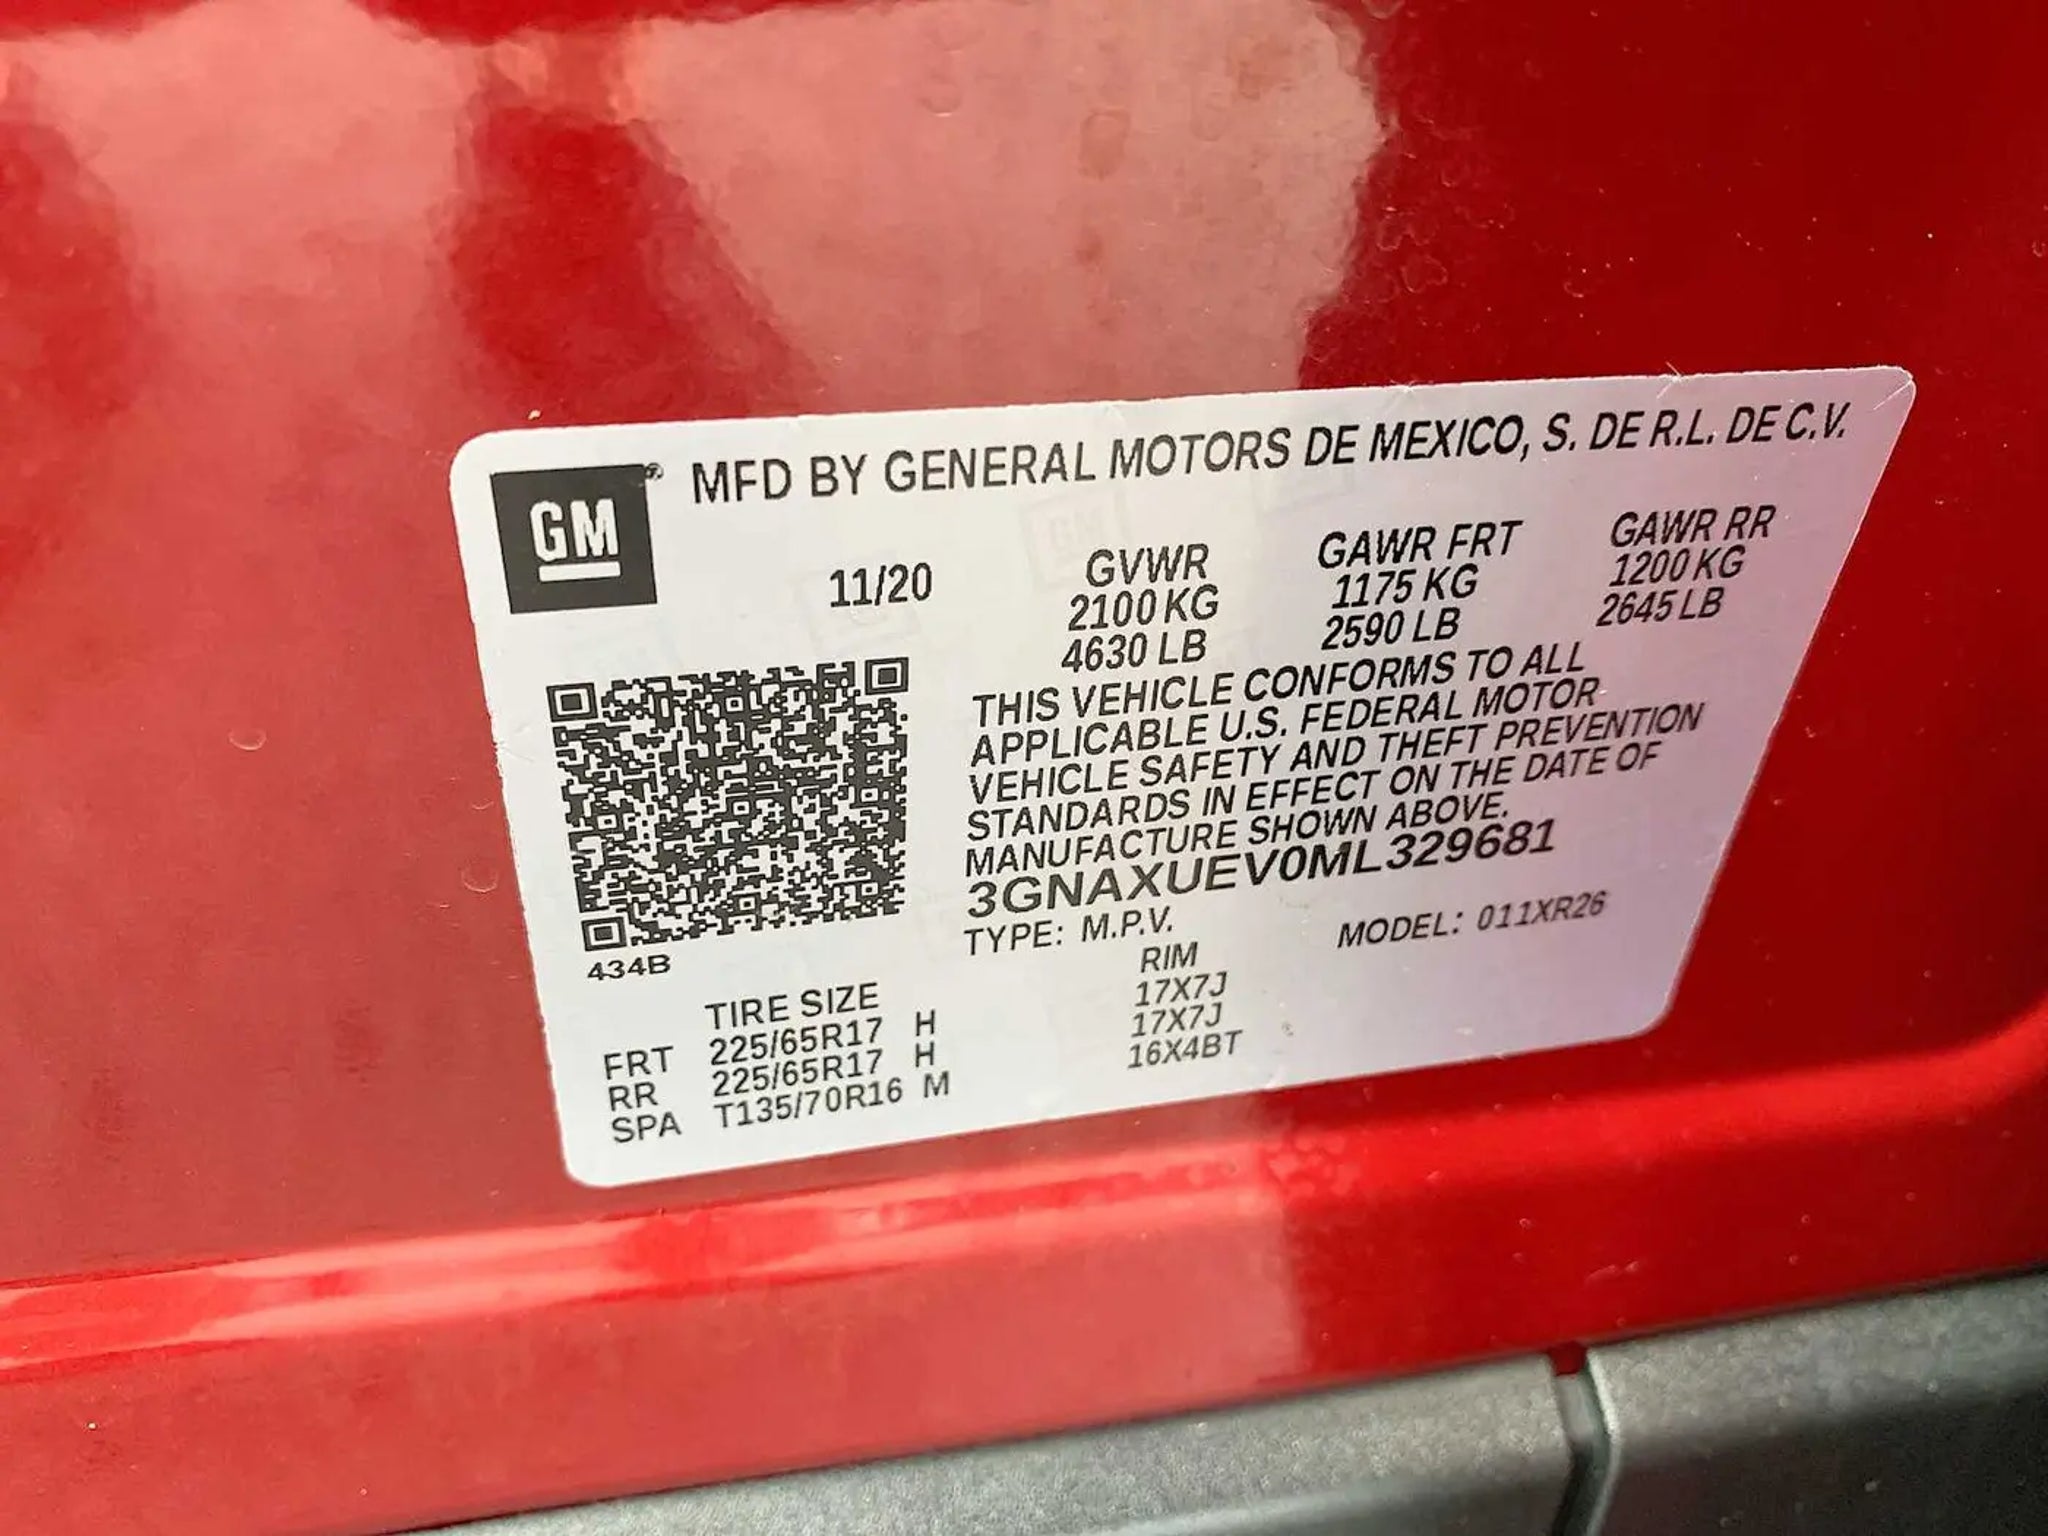 GM
MFD BY GENERAL MOTORS DE MEXICO, S. DE R.L. DE C.V.
11/20
GVWR
2100 KG
4630 LB
GAWR FRT
1175 KG
2590 LB
GAWR RR
1200 KG
2645 LB
THIS VEHICLE CONFORMS TO ALL
APPLICABLE U.S. FEDERAL MOTOR
VEHICLE SAFETY AND THEFT PREVENTION
STANDARDS IN EFFECT ON THE DATE OF
MANUFACTURE SHOWN ABOVE.
3GNAXUEV0ML329681
TYPE: M.P.V. MODEL: 011XR26
434B
TIRE SIZE RIM
FRT 225/65R17 H 17X7J
RR 225/65R17 H 17X7J
SPA T135/70R16 M 16X4BT